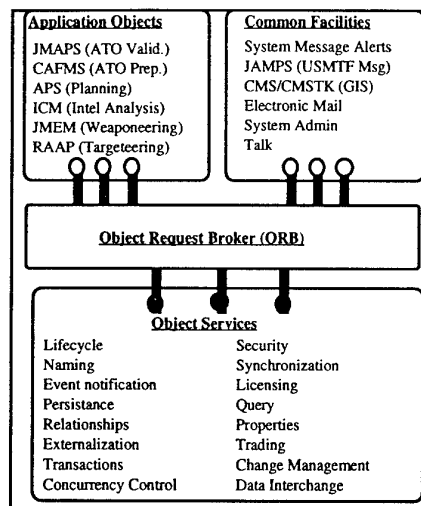 Application Objects
JMAPS (ATO Valid.)
CAFMS (ATO Prep.)
APS (Planning)
ICM (Intel Analysis)
JMEM (Weaponeering)
RAAP (Targeteering)
Common Facilities
System Message Alerts
JAMPS (USMTF Msg)
CMS/CMSTK (GIS)
Electronic Mail
System Admin
Talk
Object Request Broker (ORB)
Object Services
Lifecycle
Naming
Event notification
Persistance
Relationships
Externalization
Transactions
Concurrency Control
Security
Synchronization
Licensing
Query
Properties
Trading
Change Management
Data Interchange